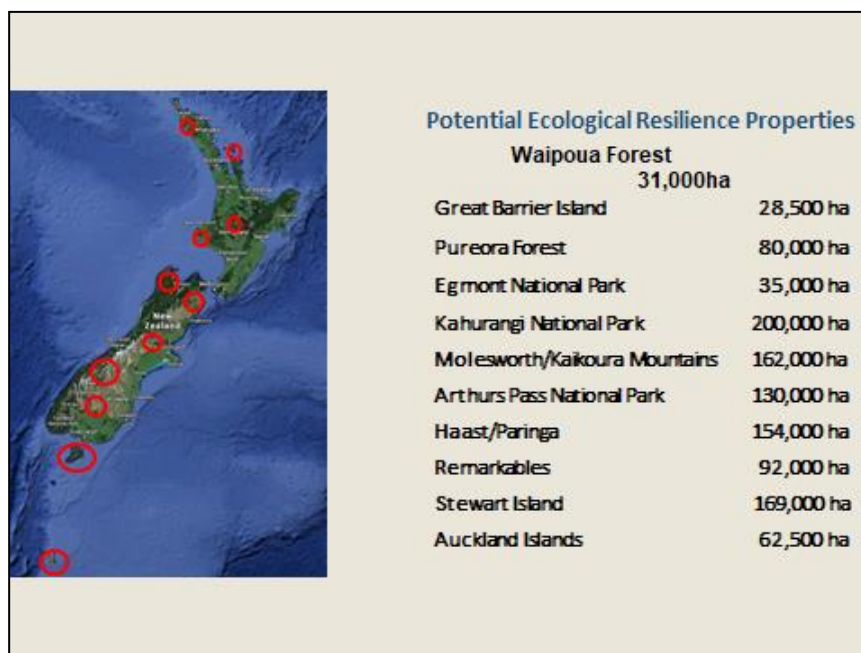 New
Zealand
Potential Ecological Resilience Properties
Waipoua Forest
31,000ha
Great Barrier Island 28,500 ha
Pureora Forest 80,000 ha
Egmont National Park 35,000 ha
Kahurangi National Park 200,000 ha
Molesworth/Kaikoura Mountains 162,000 ha
Arthurs Pass National Park 130,000 ha
Haast/Paringa 154,000 ha
Remarkables 92,000 ha
Stewart Island 169,000 ha
Auckland Islands 62,500 ha